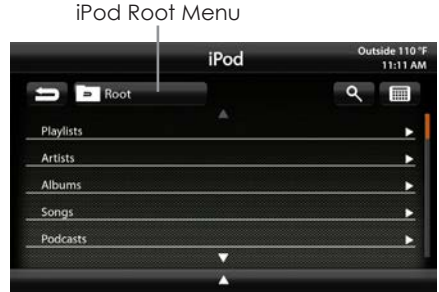 iPod Root Menu
iPod
Outside 110 °F
11:11 AM
Root
Playlists
Artists
Albums
Songs
Podcasts